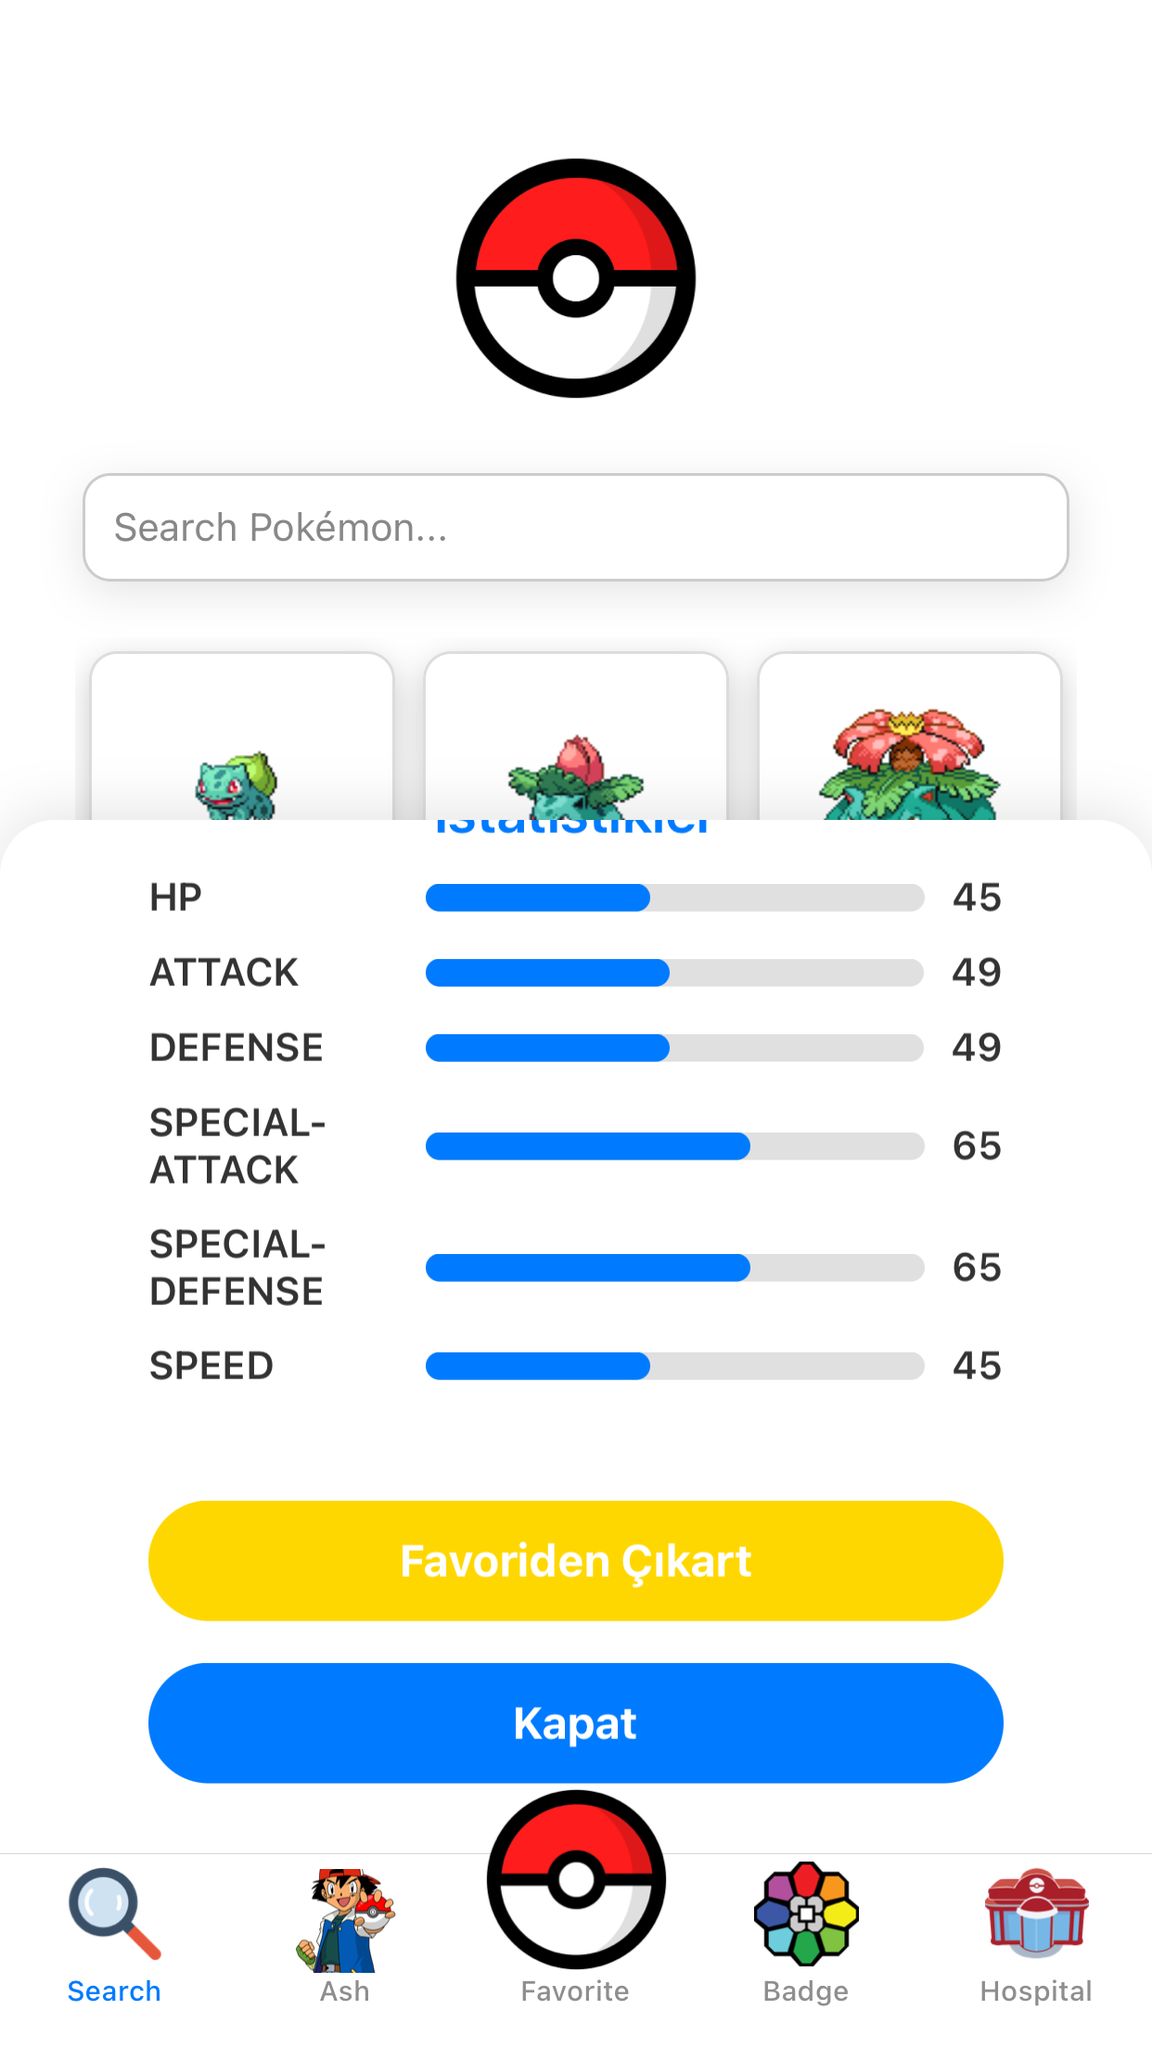 Search Pokémon...
İstatistikler
HP 45
ATTACK 49
DEFENSE 49
SPECIAL-
ATTACK 65
SPECIAL-
DEFENSE 65
SPEED 45
Favoriden Çıkart
Kapat
Search Ash Favorite Badge Hospital